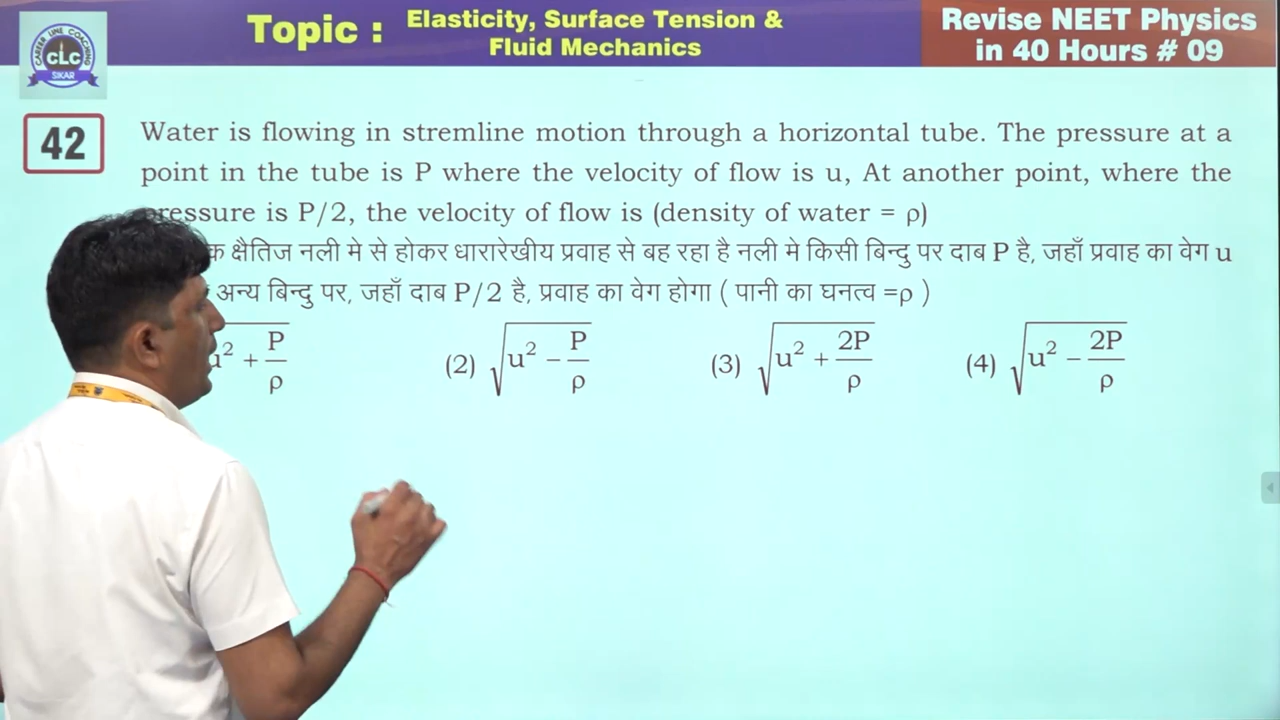 Topic :
Elasticity, Surface Tension &
Fluid Mechanics
Revise NEET Physics
in 40 Hours # 09
CAREER LINE COACHING
CLC
SIKAR
42
Water is flowing in stremline motion through a horizontal tube. The pressure at a
point in the tube is P where the velocity of flow is u, At another point, where the
pressure is P/2, the velocity of flow is (density of water = ρ)
क्षैतिज नली मे से होकर धारारेखीय प्रवाह से बह रहा है नली मे किसी बिन्दु पर दाब P है, जहाँ प्रवाह का वेग u
अन्य बिन्दु पर, जहाँ दाब P/2 है, प्रवाह का वेग होगा ( पानी का घनत्व =ρ )
u² + P/ρ
(2) √(u² − P/ρ)
(3) √(u² + 2P/ρ)
(4) √(u² − 2P/ρ)